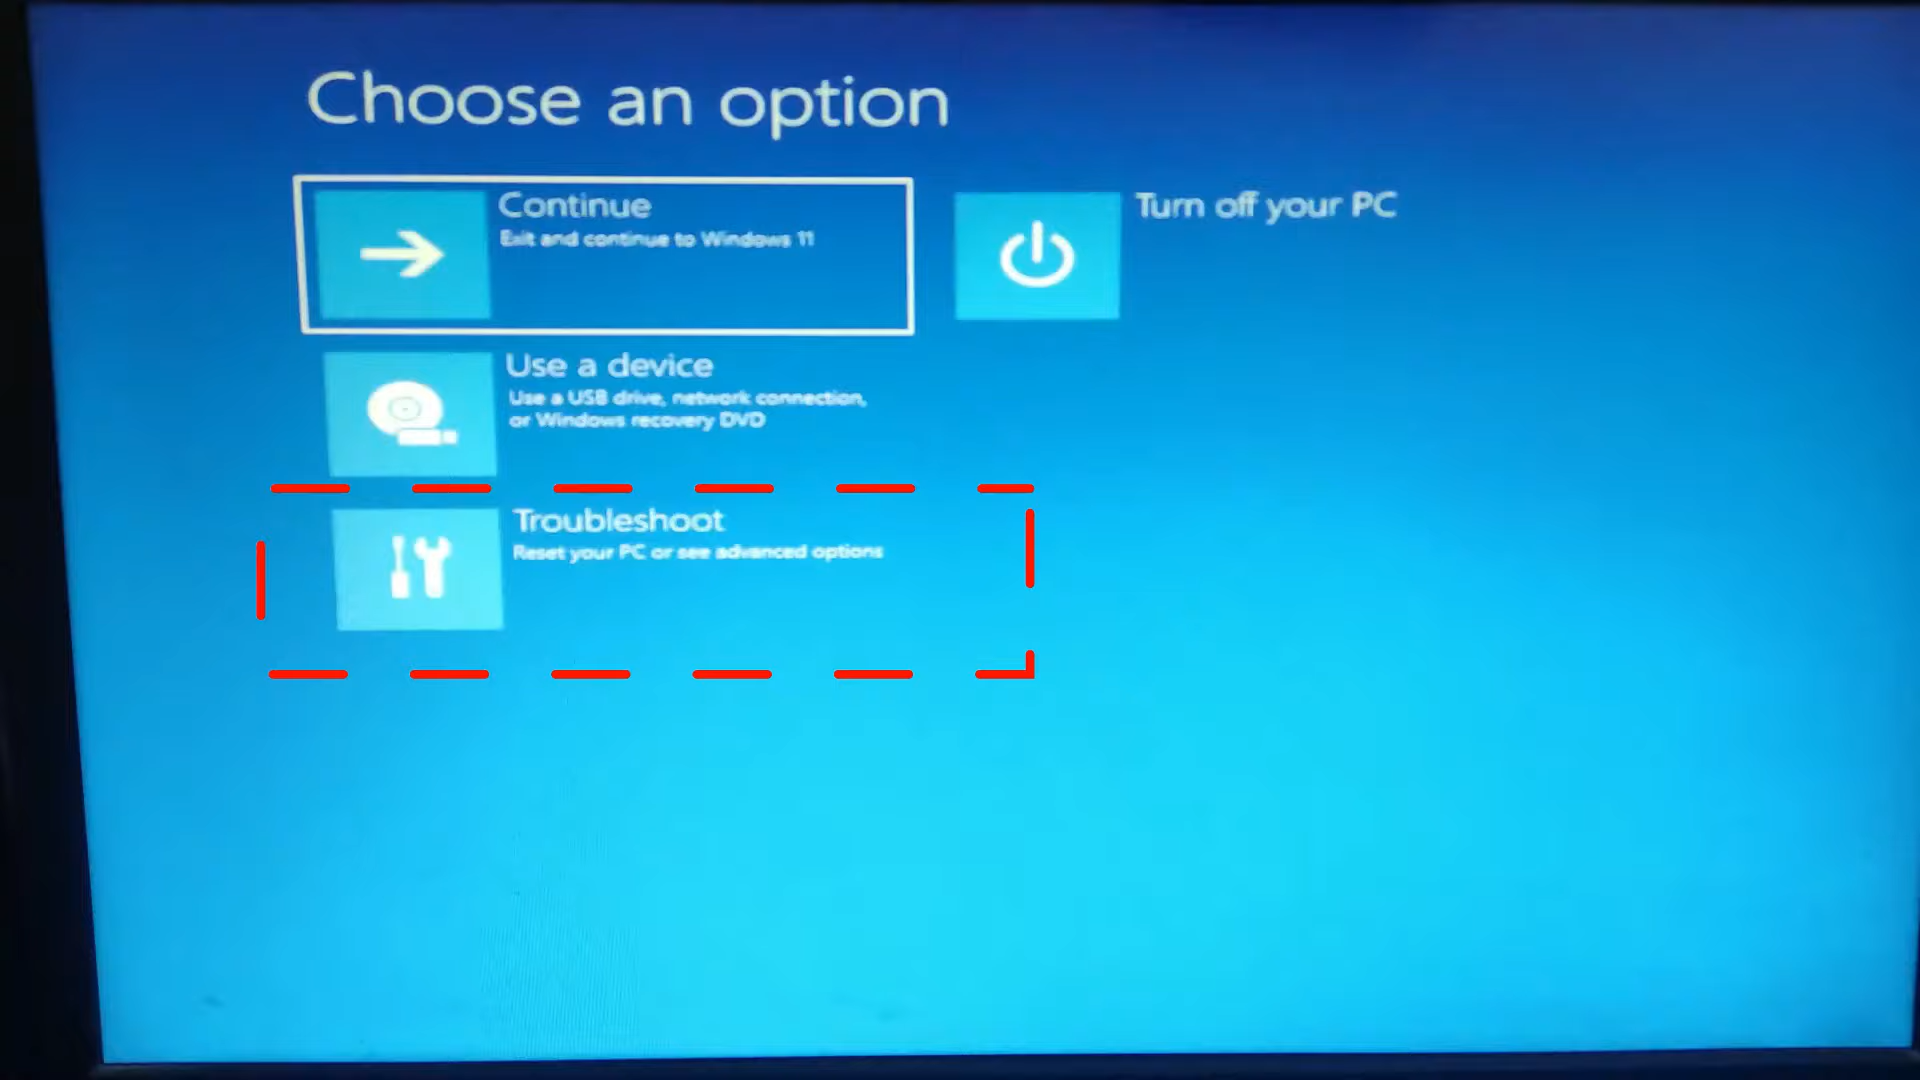 Choose an option
Continue
Exit and continue to Windows 11
Turn off your PC
Use a device
Use a USB drive, network connection,
or Windows recovery DVD
Troubleshoot
Reset your PC or see advanced options